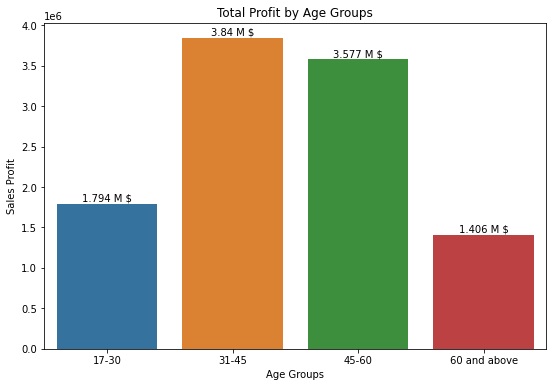 Total Profit by Age Groups
1e6
4.0
3.5
3.0
2.5
2.0
1.5
1.0
0.5
0.0
Sales Profit
1.794 M $
3.84 M $
3.577 M $
1.406 M $
17-30
31-45
45-60
60 and above
Age Groups